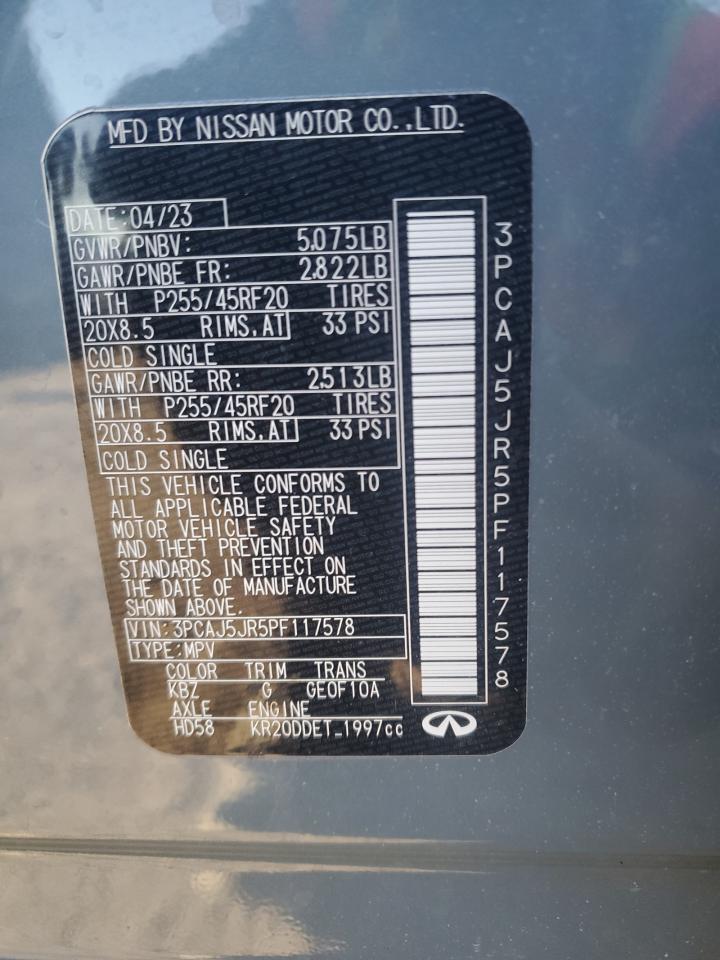 MFD BY NISSAN MOTOR CO.,LTD.
DATE:04/23
GVWR/PNBV: 5,075LB
GAWR/PNBE FR: 2,822LB
WITH P255/45RF20 TIRES
20X8.5 RIMS,AT 33 PSI
COLD SINGLE
GAWR/PNBE RR: 2,513LB
WITH P255/45RF20 TIRES
20X8.5 RIMS,AT 33 PSI
COLD SINGLE
THIS VEHICLE CONFORMS TO
ALL APPLICABLE FEDERAL
MOTOR VEHICLE SAFETY
AND THEFT PREVENTION
STANDARDS IN EFFECT ON
THE DATE OF MANUFACTURE
SHOWN ABOVE.
VIN:3PCAJ5JR5PF117578
TYPE:MPV
COLOR TRIM TRANS
KBZ G GE0F10A
AXLE ENGINE
HD58 KR20DDET_1997cc
3PCAJ5JR5PF117578